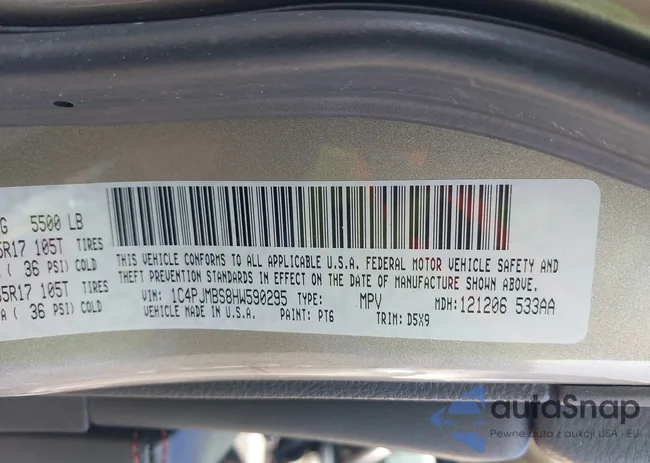 G 5500 LB
5R17 105T TIRES
( 36 PSI) COLD
65R17 105T TIRES
A ( 36 PSI) COLD
THIS VEHICLE CONFORMS TO ALL APPLICABLE U.S.A. FEDERAL MOTOR VEHICLE SAFETY AND
THEFT PREVENTION STANDARDS IN EFFECT ON THE DATE OF MANUFACTURE SHOWN ABOVE.
VIN: 1C4PJMBS8HW590295 TYPE: MPV MDH: 121206 533AA
VEHICLE MADE IN U.S.A. PAINT: PTG TRIM: D5X9
autoSnap
Pewne auto z aukcji USA i EU